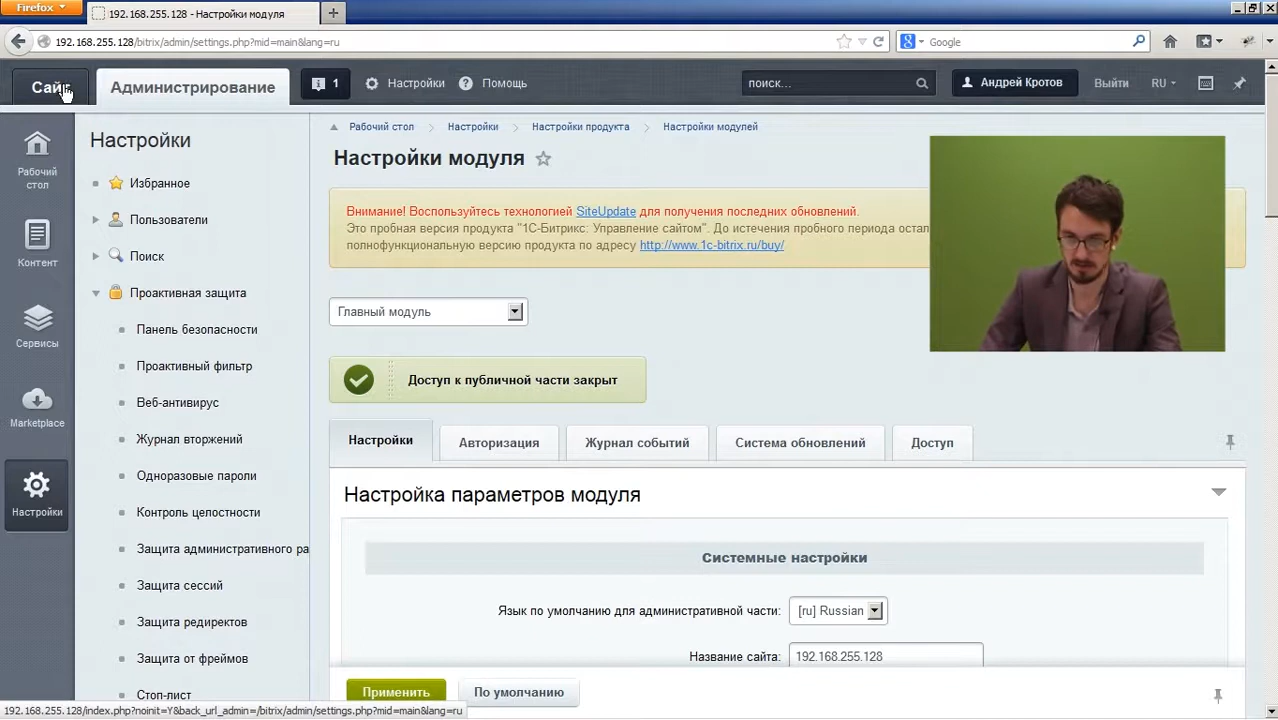 Firefox
192.168.255.128 - Настройки модуля
192.168.255.128/bitrix/admin/settings.php?mid=main&lang=ru
Google
Администрирование
1
Настройки
Помощь
поиск...
Андрей Кротов
Выйти
RU
Рабочий стол
Контент
Сервисы
Marketplace
Настройки
Настройки
Избранное
Пользователи
Поиск
Проактивная защита
Панель безопасности
Проактивный фильтр
Веб-антивирус
Журнал вторжений
Одноразовые пароли
Контроль целостности
Защита административного ра
Защита сессий
Защита редиректов
Защита от фреймов
Стоп-лист
Рабочий стол
Настройки
Настройки продукта
Настройки модулей
Настройки модуля
Внимание! Воспользуйтесь технологией SiteUpdate для получения последних обновлений.
Это пробная версия продукта "1С-Битрикс: Управление сайтом". До истечения пробного периода остал
полнофункциональную версию продукта по адресу http://www.1c-bitrix.ru/buy/
Главный модуль
Доступ к публичной части закрыт
Настройки
Авторизация
Журнал событий
Система обновлений
Доступ
Настройка параметров модуля
Системные настройки
Язык по умолчанию для административной части:
[ru] Russian
Название сайта:
192.168.255.128
Применить
По умолчанию
192.168.255.128/index.php?noinit=Y&back_url_admin=/bitrix/admin/settings.php?mid=main&lang=ru